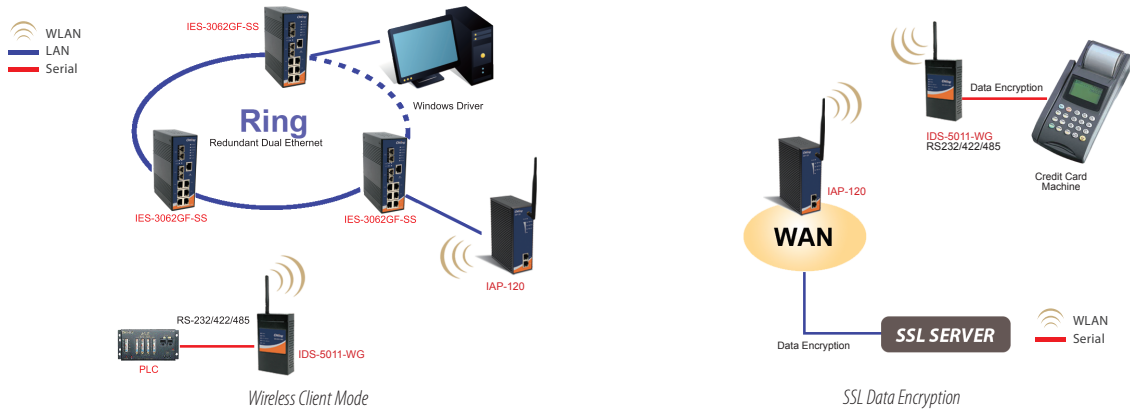 WLAN
LAN
Serial
IES-3062GF-SS
Windows Driver
Ring
Redundant Dual Ethernet
IES-3062GF-SS
IES-3062GF-SS
IAP-120
RS-232/422/485
PLC
IDS-5011-WG
Wireless Client Mode
Data Encryption
IDS-5011-WG
RS232/422/485
Credit Card
Machine
IAP-120
WAN
SSL SERVER
Data Encryption
WLAN
Serial
SSL Data Encryption